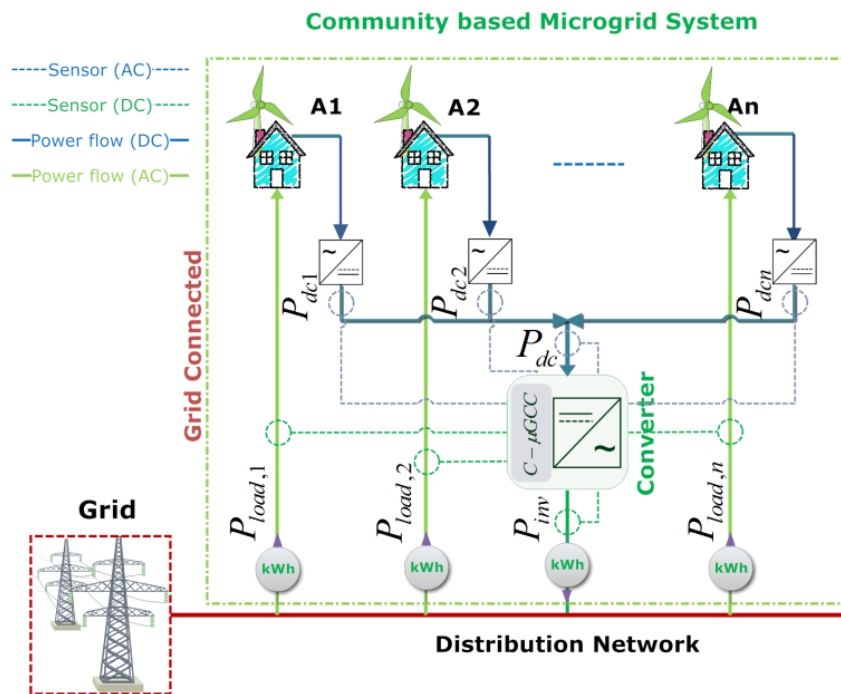 Community based Microgrid System
Sensor (AC)
Sensor (DC)
Power flow (DC)
Power flow (AC)
A1
A2
An
~
~
~
P_dc1
P_dc2
P_dcn
P_dc
Grid Connected
C - μGCC
~
Converter
P_load,1
P_load,2
P_inv
P_load,n
Grid
kWh
kWh
kWh
kWh
Distribution Network